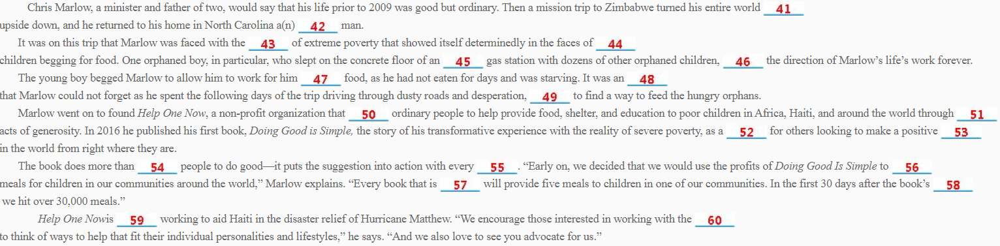 Chris Marlow, a minister and father of two, would say that his life prior to 2009 was good but ordinary. Then a mission trip to Zimbabwe turned his entire world 41
upside down, and he returned to his home in North Carolina a(n) 42 man.
It was on this trip that Marlow was faced with the 43 of extreme poverty that showed itself determinedly in the faces of 44
children begging for food. One orphaned boy, in particular, who slept on the concrete floor of an 45 gas station with dozens of other orphaned children, 46 the direction of Marlow’s life’s work forever.
The young boy begged Marlow to allow him to work for him 47 food, as he had not eaten for days and was starving. It was an 48
that Marlow could not forget as he spent the following days of the trip driving through dusty roads and desperation, 49 to find a way to feed the hungry orphans.
Marlow went on to found Help One Now, a non-profit organization that 50 ordinary people to help provide food, shelter, and education to poor children in Africa, Haiti, and around the world through 51
acts of generosity. In 2016 he published his first book, Doing Good is Simple, the story of his transformative experience with the reality of severe poverty, as a 52 for others looking to make a positive 53
in the world from right where they are.
The book does more than 54 people to do good—it puts the suggestion into action with every 55 . “Early on, we decided that we would use the profits of Doing Good Is Simple to 56
meals for children in our communities around the world,” Marlow explains. “Every book that is 57 will provide five meals to children in one of our communities. In the first 30 days after the book’s 58
we hit over 30,000 meals.”
Help One Nowis 59 working to aid Haiti in the disaster relief of Hurricane Matthew. “We encourage those interested in working with the 60
to think of ways to help that fit their individual personalities and lifestyles,” he says. “And we also love to see you advocate for us.”